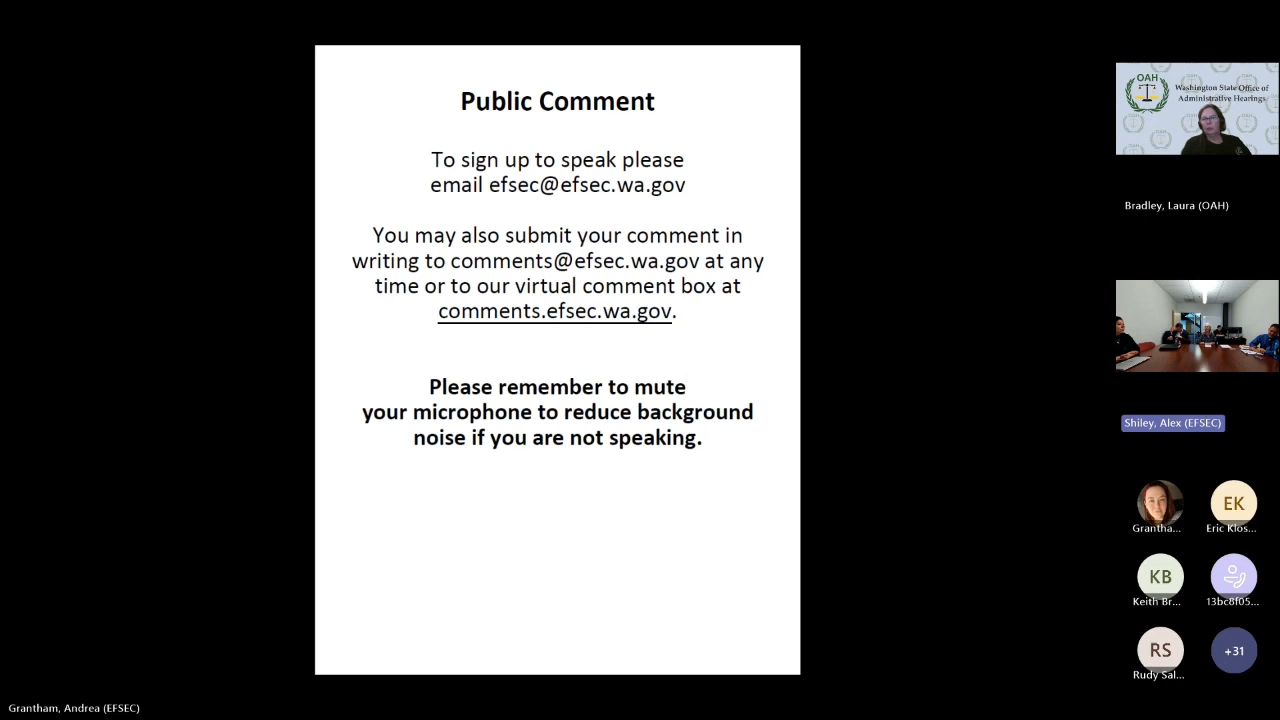 Public Comment
To sign up to speak please
email efsec@efsec.wa.gov
You may also submit your comment in
writing to comments@efsec.wa.gov at any
time or to our virtual comment box at
comments.efsec.wa.gov.
Please remember to mute
your microphone to reduce background
noise if you are not speaking.
OAH
Washington State Office of
Administrative Hearings
Bradley, Laura (OAH)
Shiley, Alex (EFSEC)
Grantha...
EK
Eric Klos...
KB
Keith Br...
13bc8f05...
RS
Rudy Sal...
+31
Grantham, Andrea (EFSEC)